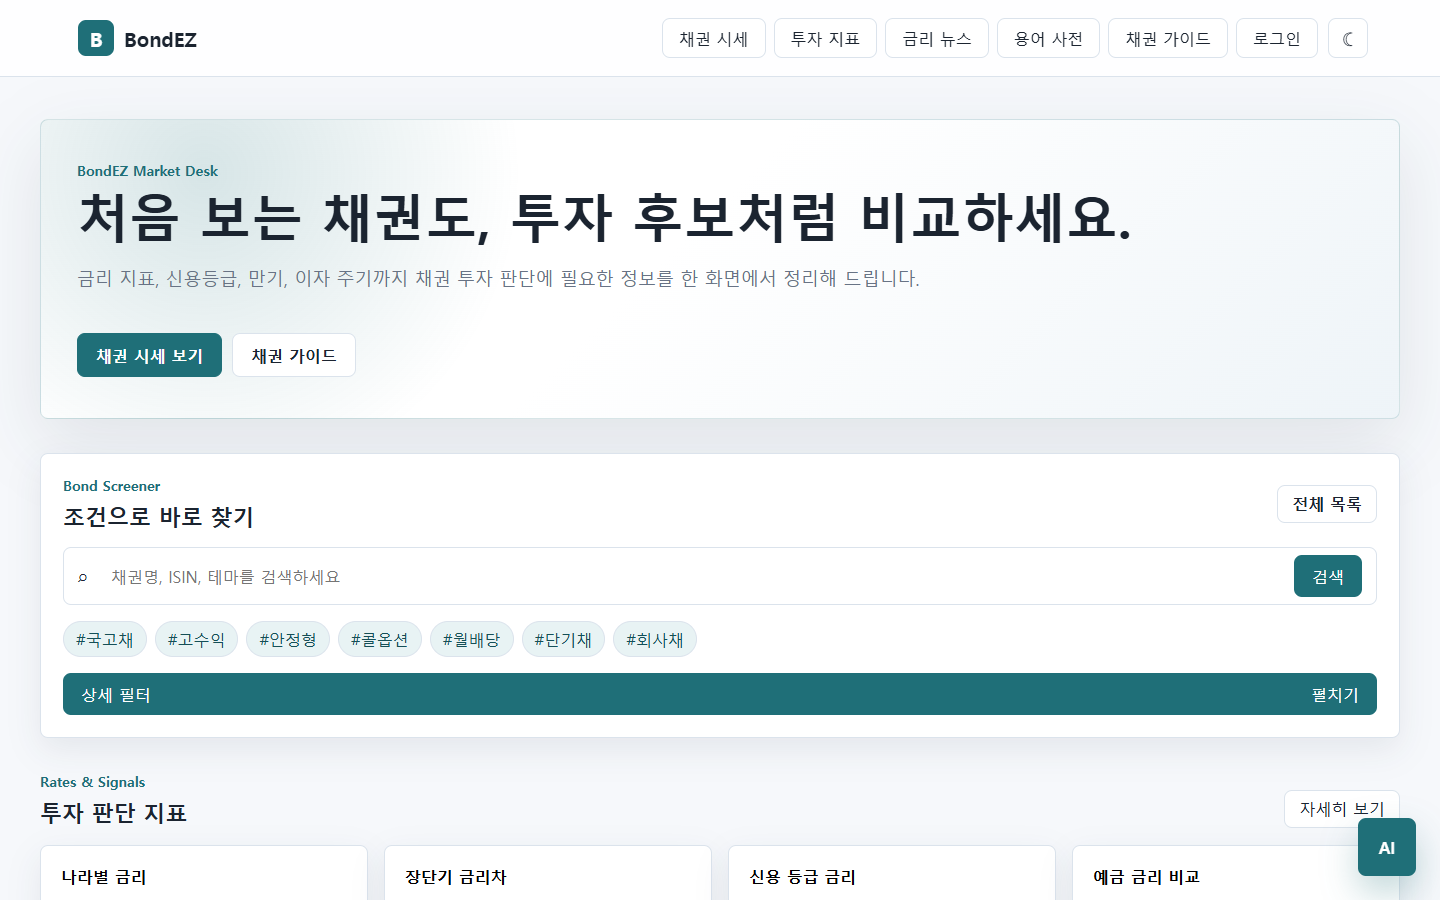 B BondEZ
채권 시세
투자 지표
금리 뉴스
용어 사전
채권 가이드
로그인
BondEZ Market Desk
처음 보는 채권도, 투자 후보처럼 비교하세요.
금리 지표, 신용등급, 만기, 이자 주기까지 채권 투자 판단에 필요한 정보를 한 화면에서 정리해 드립니다.
채권 시세 보기
채권 가이드
Bond Screener
조건으로 바로 찾기
전체 목록
채권명, ISIN, 테마를 검색하세요
검색
#국고채
#고수익
#안정형
#콜옵션
#월배당
#단기채
#회사채
상세 필터
펼치기
Rates & Signals
투자 판단 지표
자세히 보기
AI
나라별 금리
장단기 금리차
신용 등급 금리
예금 금리 비교